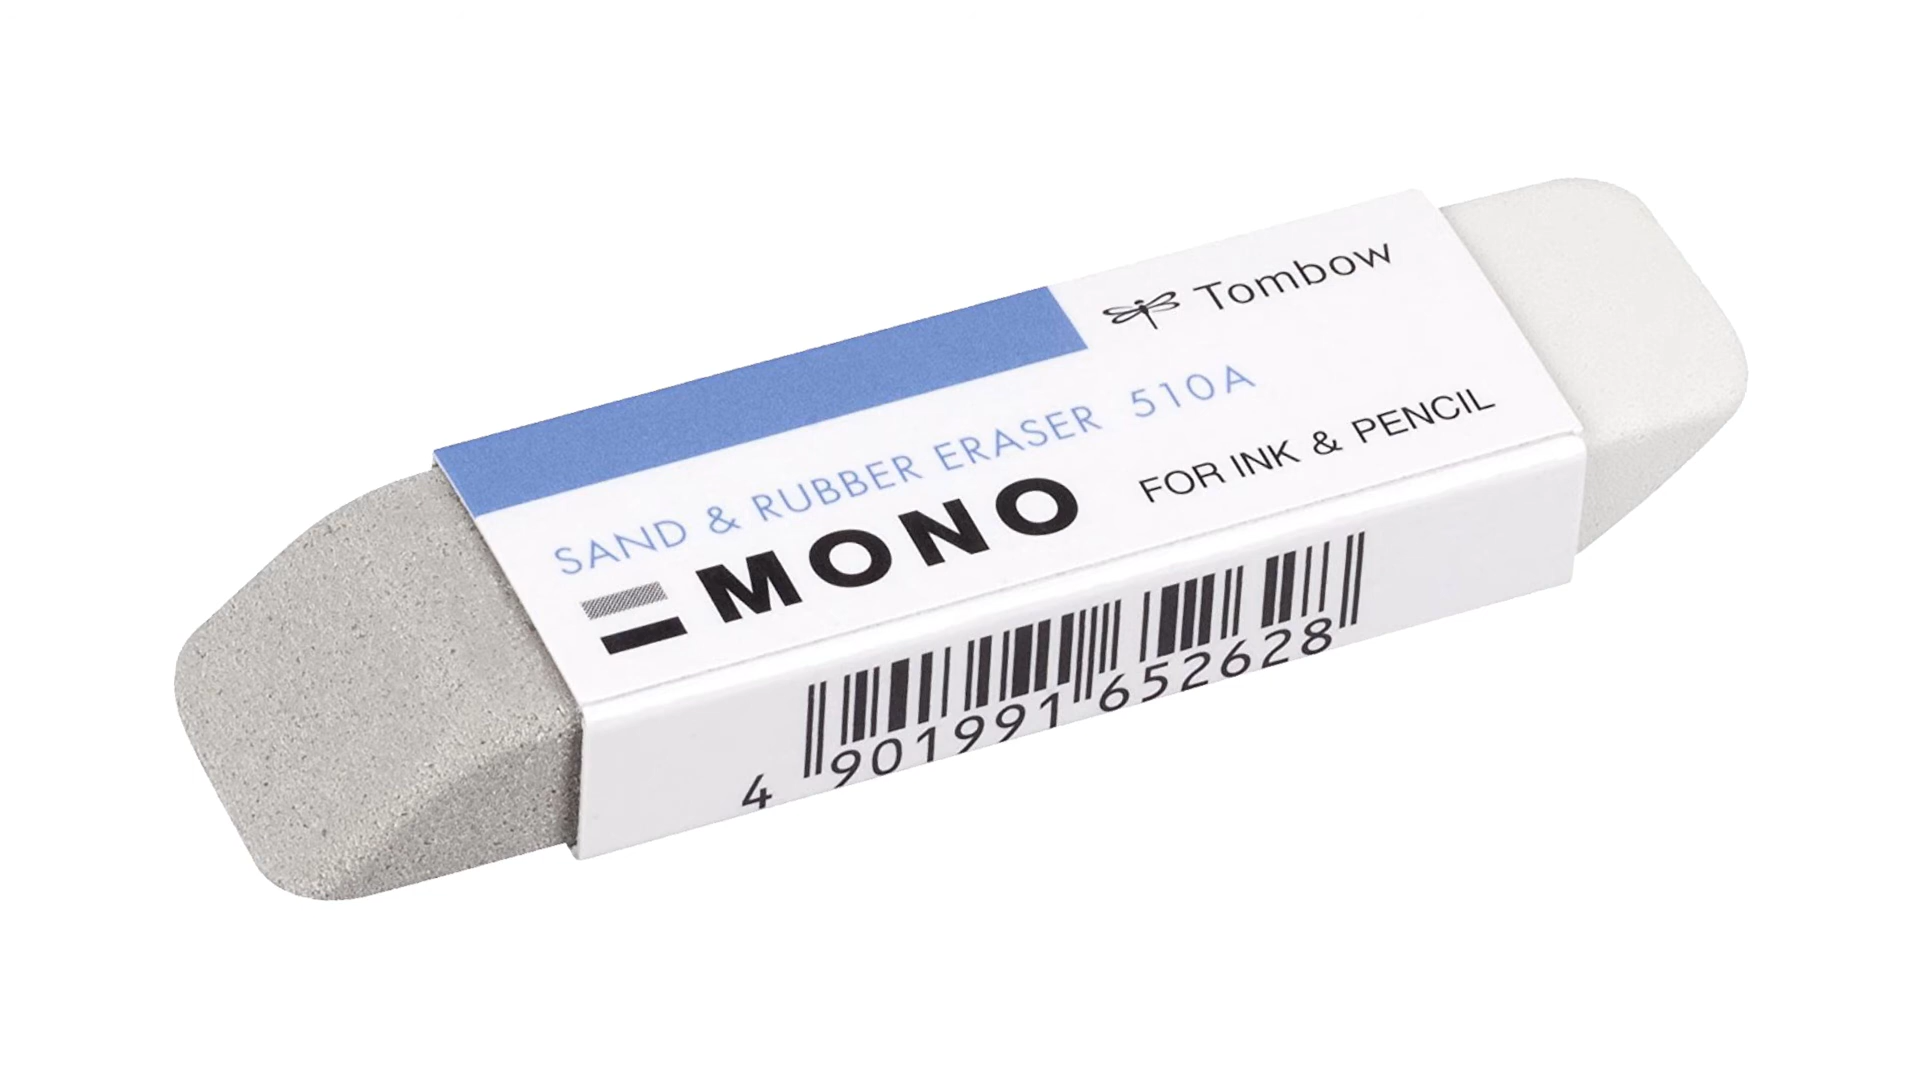 Tombow
SAND & RUBBER ERASER 510A
MONO FOR INK & PENCIL
4 901991 652628